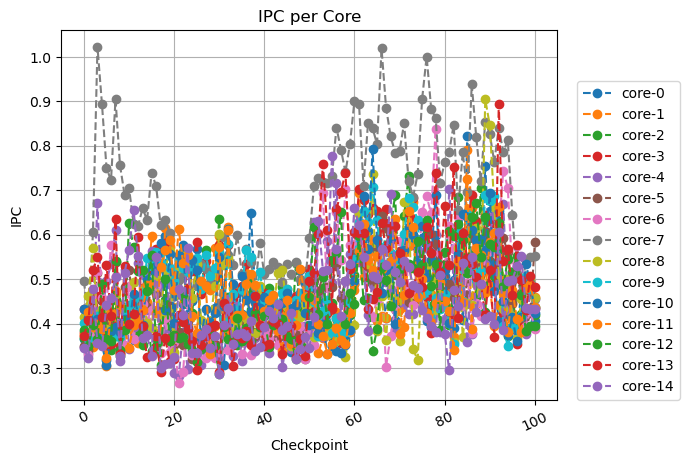 IPC per Core
IPC
1.0
0.9
0.8
0.7
0.6
0.5
0.4
0.3
0
20
40
60
80
100
Checkpoint
core-0
core-1
core-2
core-3
core-4
core-5
core-6
core-7
core-8
core-9
core-10
core-11
core-12
core-13
core-14